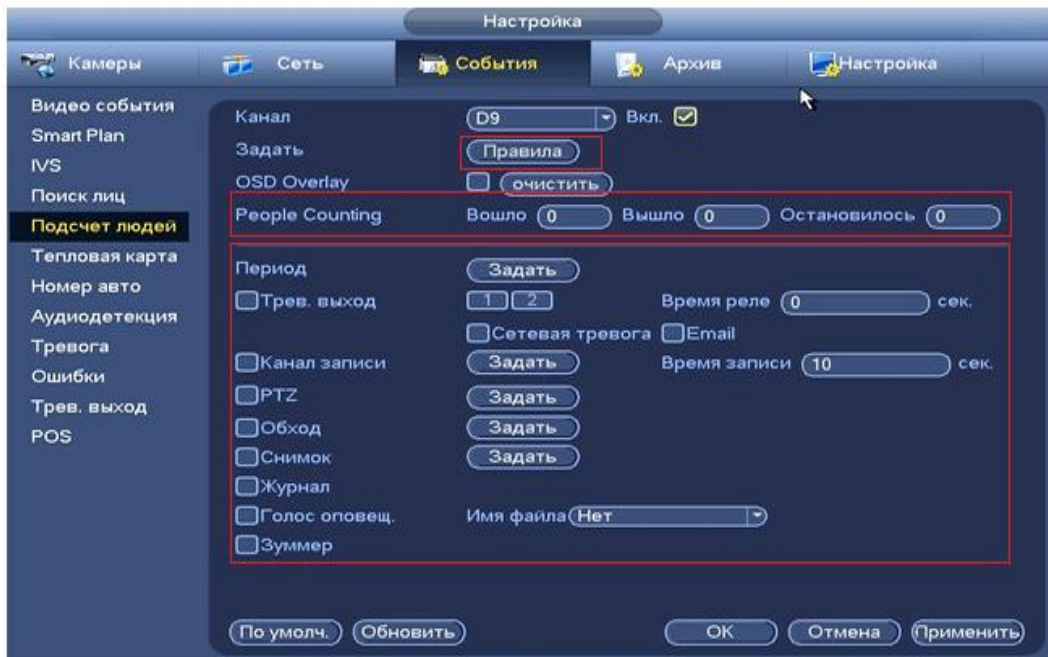 Настройка
Камеры Сеть События Архив Настройка
Видео события
Smart Plan
IVS
Поиск лиц
Подсчет людей
Тепловая карта
Номер авто
Аудиодетекция
Тревога
Ошибки
Трев. выход
POS
Канал D9 Вкл.
Задать Правила
OSD Overlay очистить
People Counting Вошло 0 Вышло 0 Остановилось 0
Период Задать
Трев. выход 1 2 Время реле 0 сек.
Сетевая тревога Email
Канал записи Задать Время записи 10 сек.
PTZ Задать
Обход Задать
Снимок Задать
Журнал
Голос оповещ. Имя файла Нет
Зуммер
По умолч. Обновить OK Отмена Применить